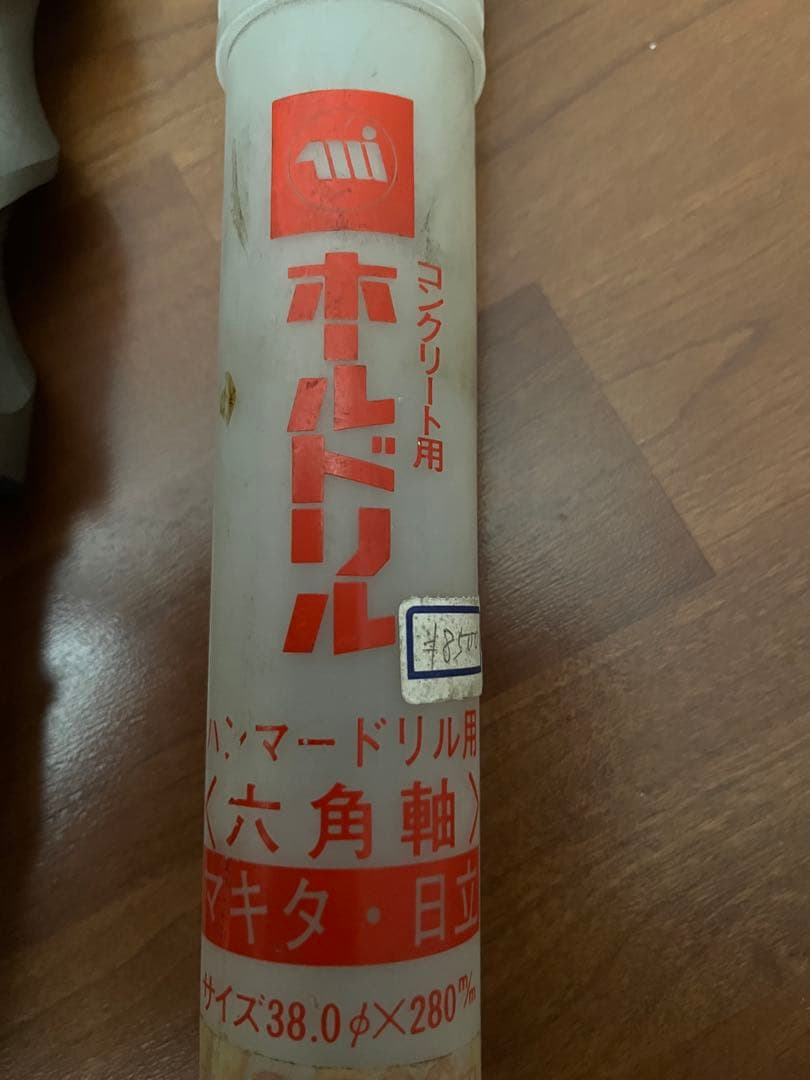 コンクリート用
ホールドリル
¥8500
ハンマードリル用
〈六角軸〉
マキタ・日立
サイズ38.0φ×280m/m